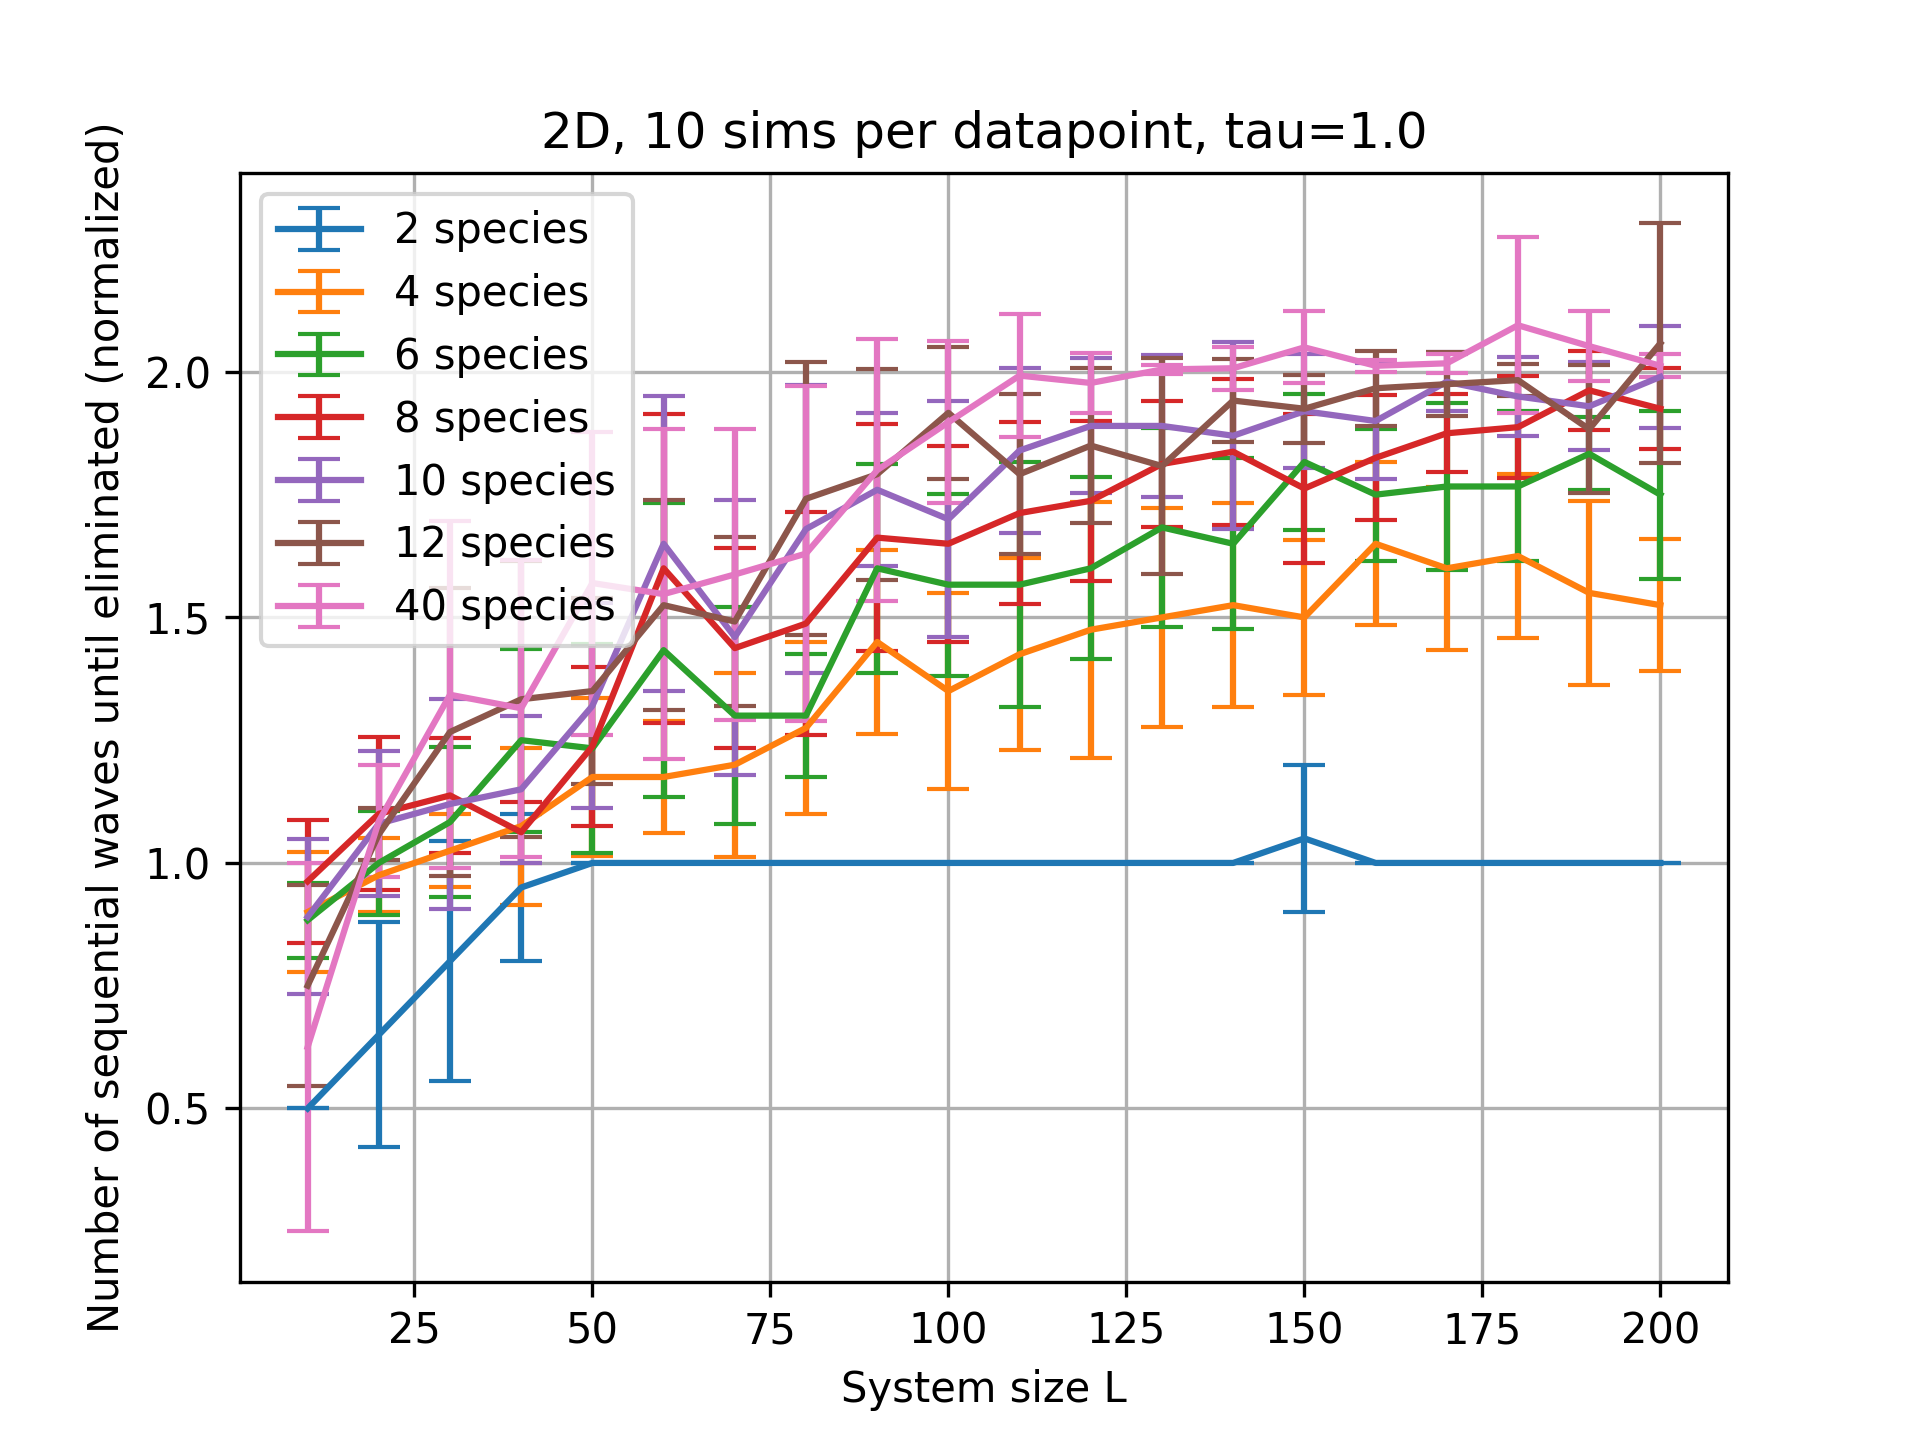 2D, 10 sims per datapoint, tau=1.0
Number of sequential waves until eliminated (normalized)
2 species
4 species
6 species
8 species
10 species
12 species
40 species
2.0
1.5
1.0
0.5
25 50 75 100 125 150 175 200
System size L